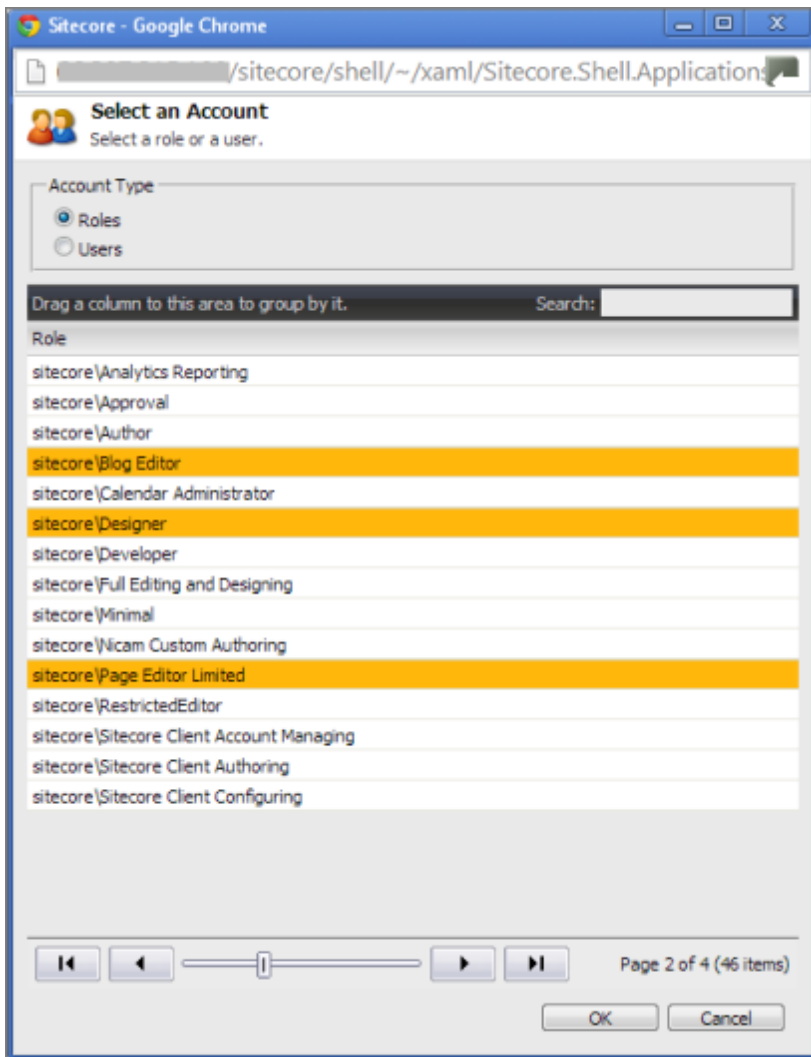 Sitecore - Google Chrome
/sitecore/shell/~/xaml/Sitecore.Shell.Applications
Select an Account
Select a role or a user.
Account Type
Roles
Users
Drag a column to this area to group by it. Search:
Role
sitecore\Analytics Reporting
sitecore\Approval
sitecore\Author
sitecore\Blog Editor
sitecore\Calendar Administrator
sitecore\Designer
sitecore\Developer
sitecore\Full Editing and Designing
sitecore\Minimal
sitecore\Nicam Custom Authoring
sitecore\Page Editor Limited
sitecore\RestrictedEditor
sitecore\Sitecore Client Account Managing
sitecore\Sitecore Client Authoring
sitecore\Sitecore Client Configuring
Page 2 of 4 (46 items)
OK Cancel